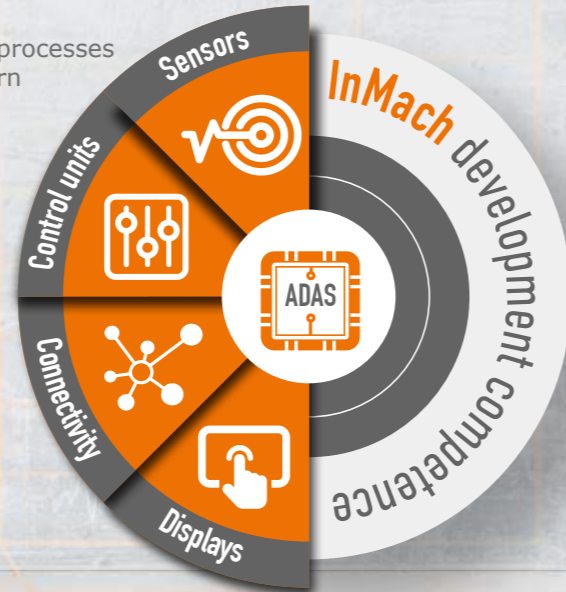 processes
rn
Sensors
Control units
Connectivity
Displays
ADAS
InMach development competence